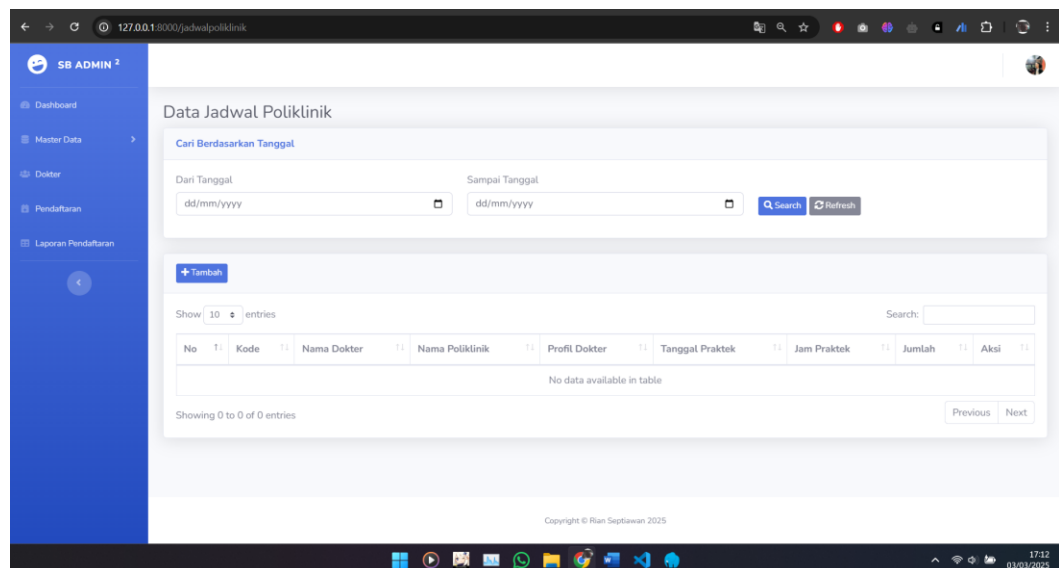 127.0.0.1:8000/jadwalpoliklinik
SB ADMIN 2
Dashboard
Master Data
Dokter
Pendaftaran
Laporan Pendaftaran
Data Jadwal Poliklinik
Cari Berdasarkan Tanggal
Dari Tanggal Sampai Tanggal
dd/mm/yyyy dd/mm/yyyy Search Refresh
Tambah
Show 10 entries Search:
No Kode Nama Dokter Nama Poliklinik Profil Dokter Tanggal Praktek Jam Praktek Jumlah Aksi
No data available in table
Showing 0 to 0 of 0 entries Previous Next
Copyright © Rian Septiawan 2025
17:12
03/03/2025